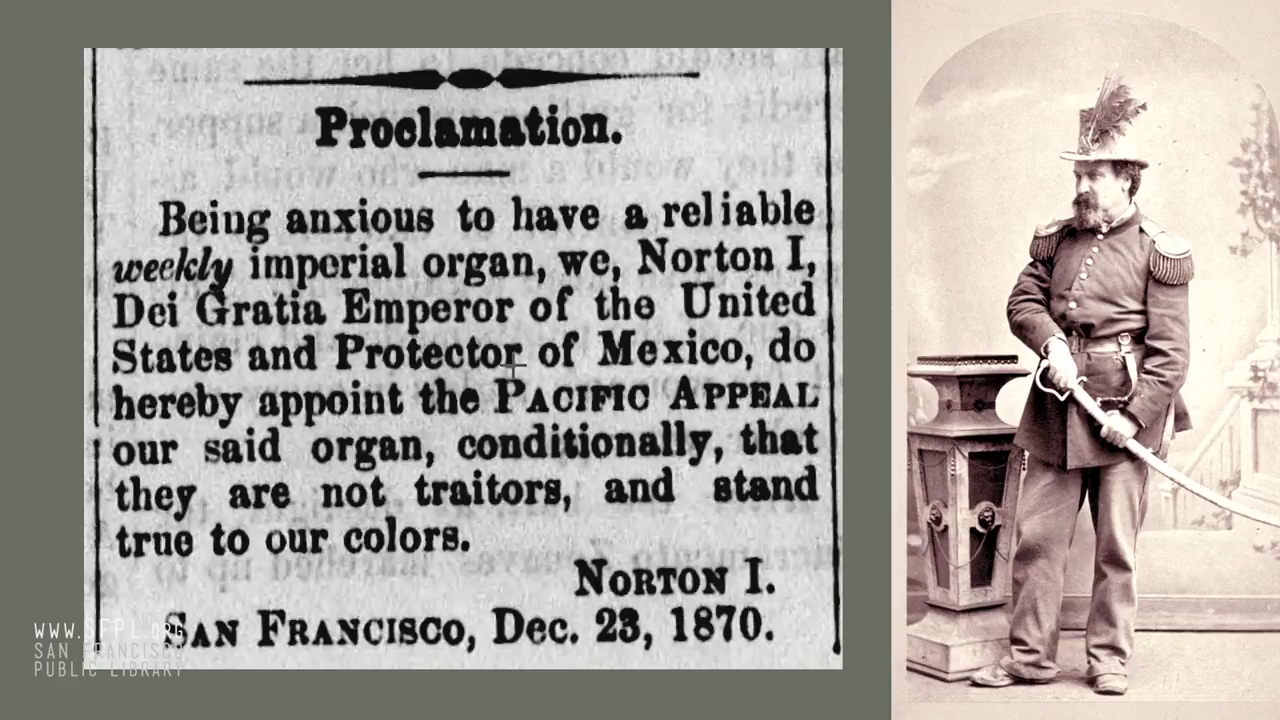 Proclamation.
Being anxious to have a reliable
weekly imperial organ, we, Norton I,
Dei Gratia Emperor of the United
States and Protector of Mexico, do
hereby appoint the PACIFIC APPEAL
our said organ, conditionally, that
they are not traitors, and stand
true to our colors.
NORTON I.
SAN FRANCISCO, Dec. 23, 1870.
WWW.SFPL.ORG
SAN FRANCISCO
PUBLIC LIBRARY